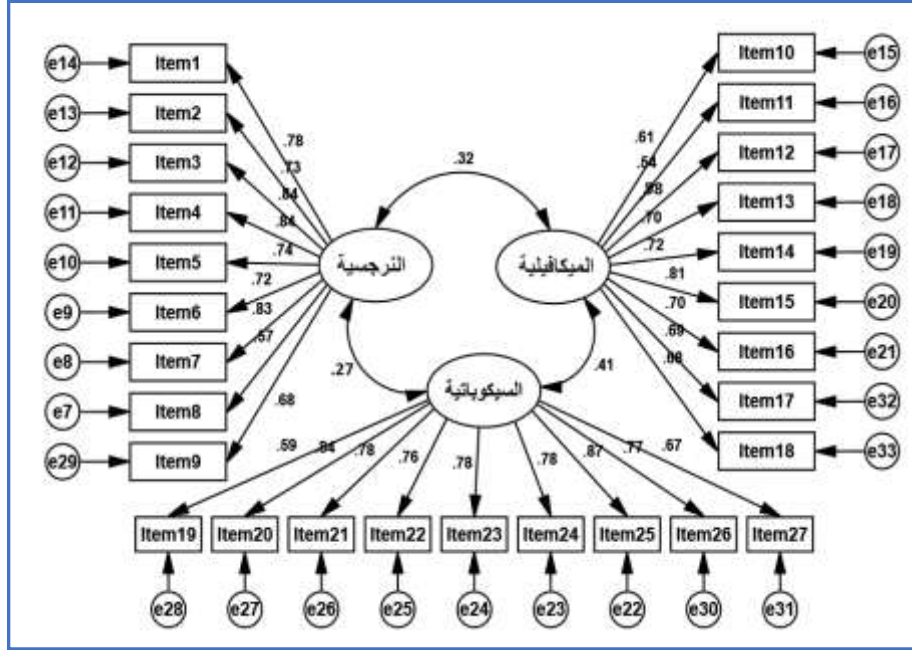 e14 Item1 Item10 e15
e13 Item2 Item11 e16
e12 Item3 Item12 e17
e11 Item4 Item13 e18
e10 Item5 Item14 e19
e9 Item6 Item15 e20
e8 Item7 Item16 e21
e7 Item8 Item17 e32
e29 Item9 Item18 e33
.78
.73
.84
.74
.72
.83
.57
.68
.32
النرجسية
الميكافيلية
.61
.54
.70
.72
.81
.70
.69
.68
.27
السيكوباتية
.41
.59 .84 .78 .76 .78 .78 .87 .77 .67
Item19 Item20 Item21 Item22 Item23 Item24 Item25 Item26 Item27
e28 e27 e26 e25 e24 e23 e22 e30 e31